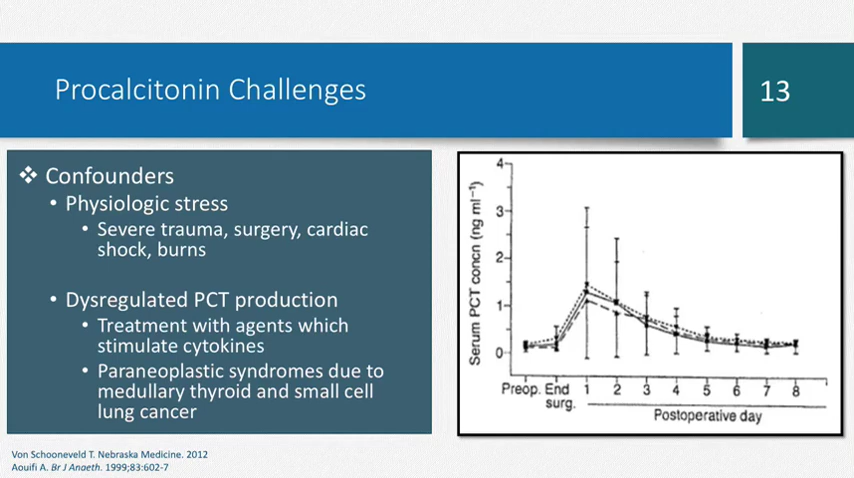 Procalcitonin Challenges
13
❖ Confounders
• Physiologic stress
• Severe trauma, surgery, cardiac
shock, burns
• Dysregulated PCT production
• Treatment with agents which
stimulate cytokines
• Paraneoplastic syndromes due to
medullary thyroid and small cell
lung cancer
Serum PCT concn (ng ml⁻¹)
4
3
2
1
0
Preop. End surg. 1 2 3 4 5 6 7 8
Postoperative day
Von Schooneveld T. Nebraska Medicine. 2012
Aouifi A. Br J Anaeth. 1999;83:602-7